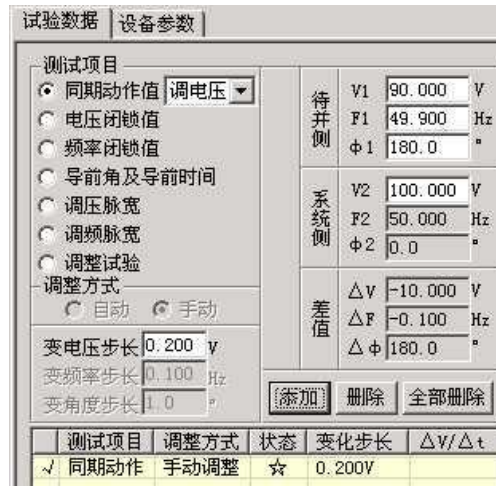 试验数据 设备参数
测试项目
同期动作值 调电压
电压闭锁值
频率闭锁值
导前角及导前时间
调压脉宽
调频脉宽
调整试验
调整方式
自动 手动
变电压步长 0.200 V
变频率步长 0.100 Hz
变角度步长 1.0 °
待并侧
V1 90.000 V
F1 49.900 Hz
φ1 180.0 °
系统侧
V2 100.000 V
F2 50.000 Hz
φ2 0.0 °
差值
△V -10.000 V
△F -0.100 Hz
△φ 180.0 °
添加 删除 全部删除
测试项目 调整方式 状态 变化步长 △V/△t
√ 同期动作 手动调整 ☆ 0.200V